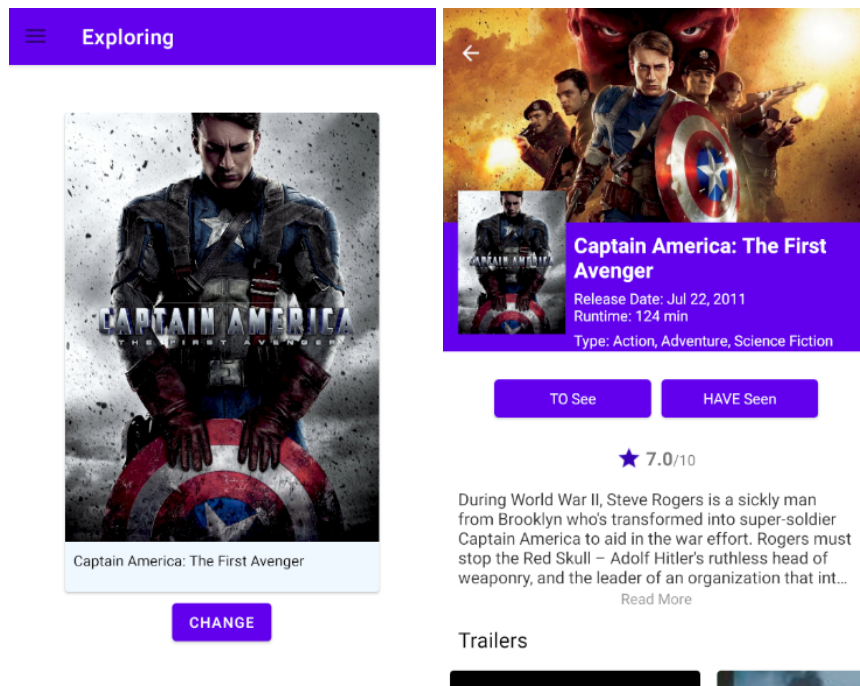 Exploring
CAPTAIN AMERICA
THE FIRST AVENGER
Captain America: The First Avenger
CHANGE
CAPTAIN AMERICA
Captain America: The First
Avenger
Release Date: Jul 22, 2011
Runtime: 124 min
Type: Action, Adventure, Science Fiction
TO See
HAVE Seen
7.0/10
During World War II, Steve Rogers is a sickly man
from Brooklyn who's transformed into super-soldier
Captain America to aid in the war effort. Rogers must
stop the Red Skull – Adolf Hitler's ruthless head of
weaponry, and the leader of an organization that int...
Read More
Trailers